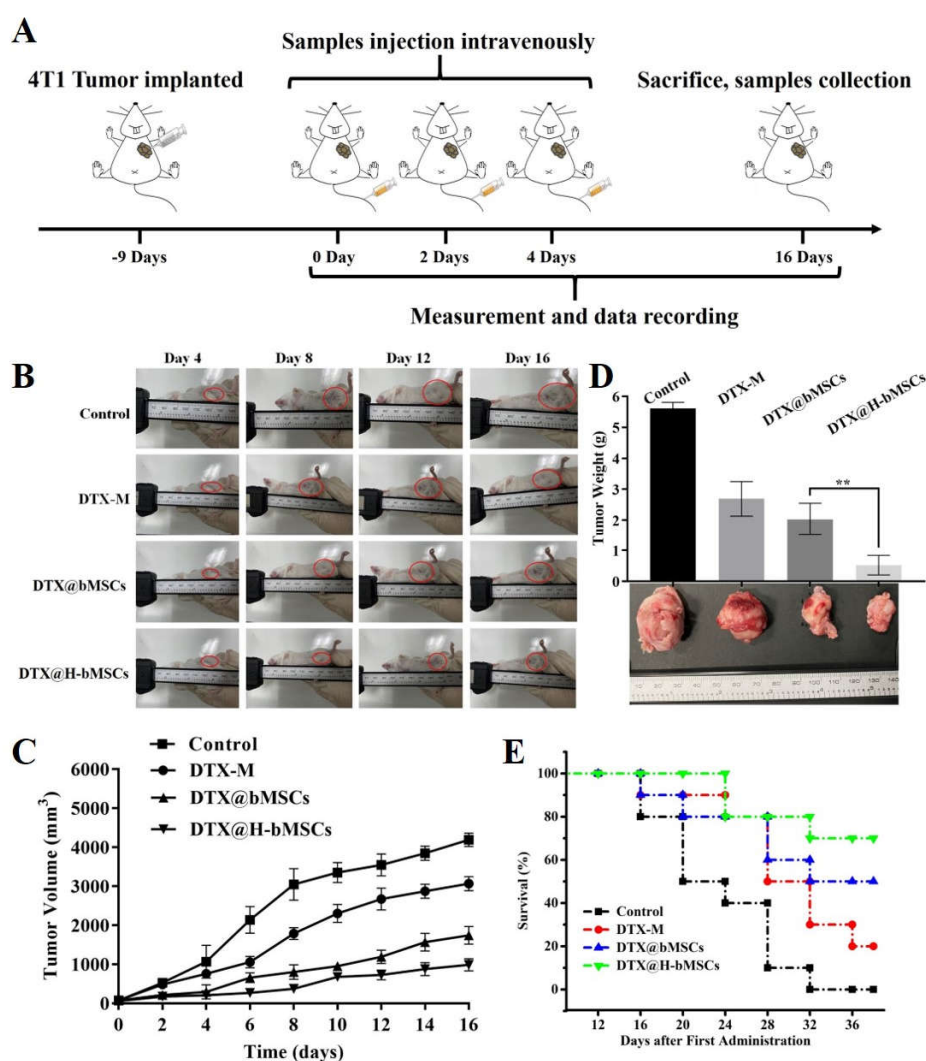 A
Samples injection intravenously
4T1 Tumor implanted
Sacrifice, samples collection
-9 Days
0 Day
2 Days
4 Days
16 Days
Measurement and data recording
B
Day 4
Day 8
Day 12
Day 16
Control
DTX-M
DTX@bMSCs
DTX@H-bMSCs
D
Control
DTX-M
DTX@bMSCs
DTX@H-bMSCs
Tumor Weight (g)
6
5
4
3
2
1
0
**
C
Control
DTX-M
DTX@bMSCs
DTX@H-bMSCs
Tumor Volume (mm³)
6000
5000
4000
3000
2000
1000
0
0 2 4 6 8 10 12 14 16
Time (days)
E
Survival (%)
100
80
60
40
20
0
Control
DTX-M
DTX@bMSCs
DTX@H-bMSCs
12 16 20 24 28 32 36
Days after First Administration